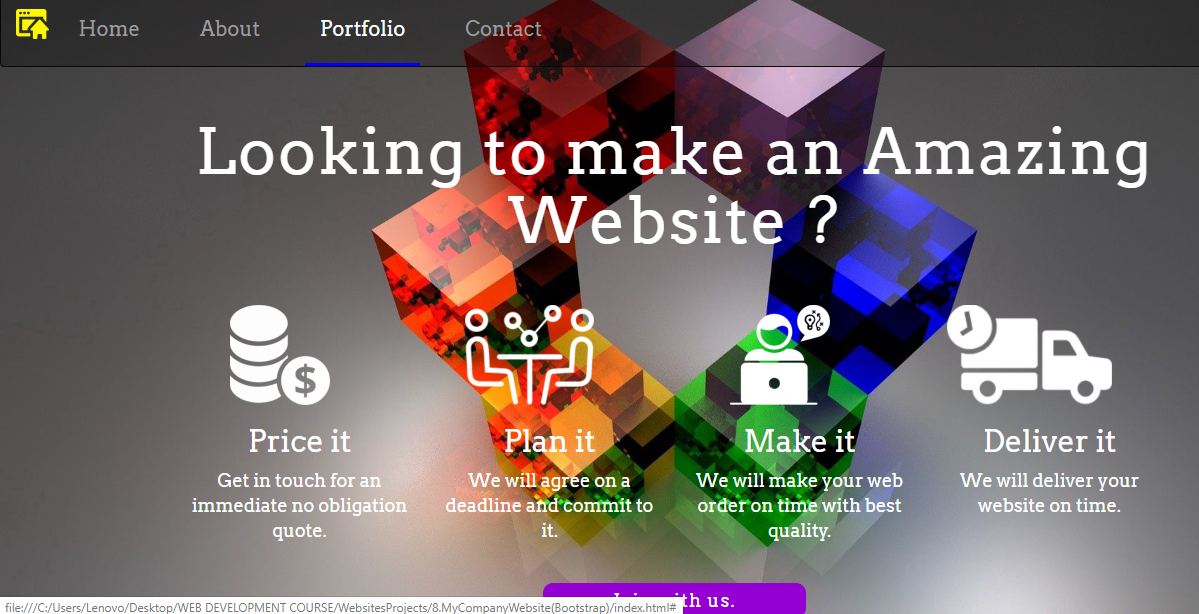 Home About Portfolio Contact
Looking to make an Amazing
Website ?
$
Price it Plan it Make it Deliver it
Get in touch for an
immediate no obligation
quote.
We will agree on a
deadline and commit to
it.
We will make your web
order on time with best
quality.
We will deliver your
website on time.
with us.
file:///C:/Users/Lenovo/Desktop/WEB DEVELOPMENT COURSE/WebsitesProjects/8.MyCompanyWebsite(Bootstrap)/index.html#